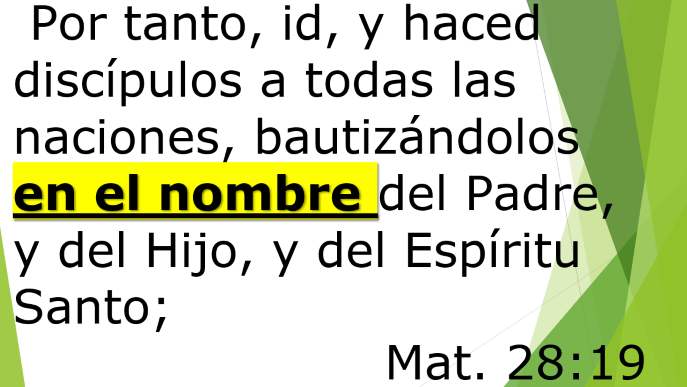 Por tanto, id, y haced
discípulos a todas las
naciones, bautizándolos
en el nombre del Padre,
y del Hijo, y del Espíritu
Santo;
Mat. 28:19